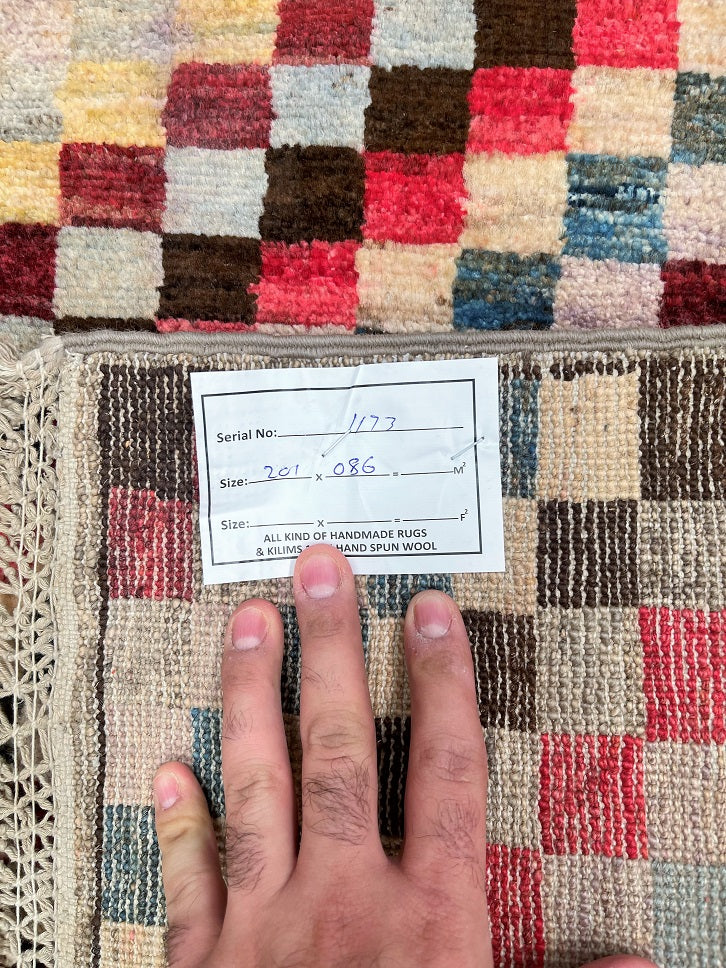 Serial No: 1173
Size: 201 x 086 = M²
Size: x = F²
ALL KIND OF HANDMADE RUGS
& KILIMS HAND SPUN WOOL